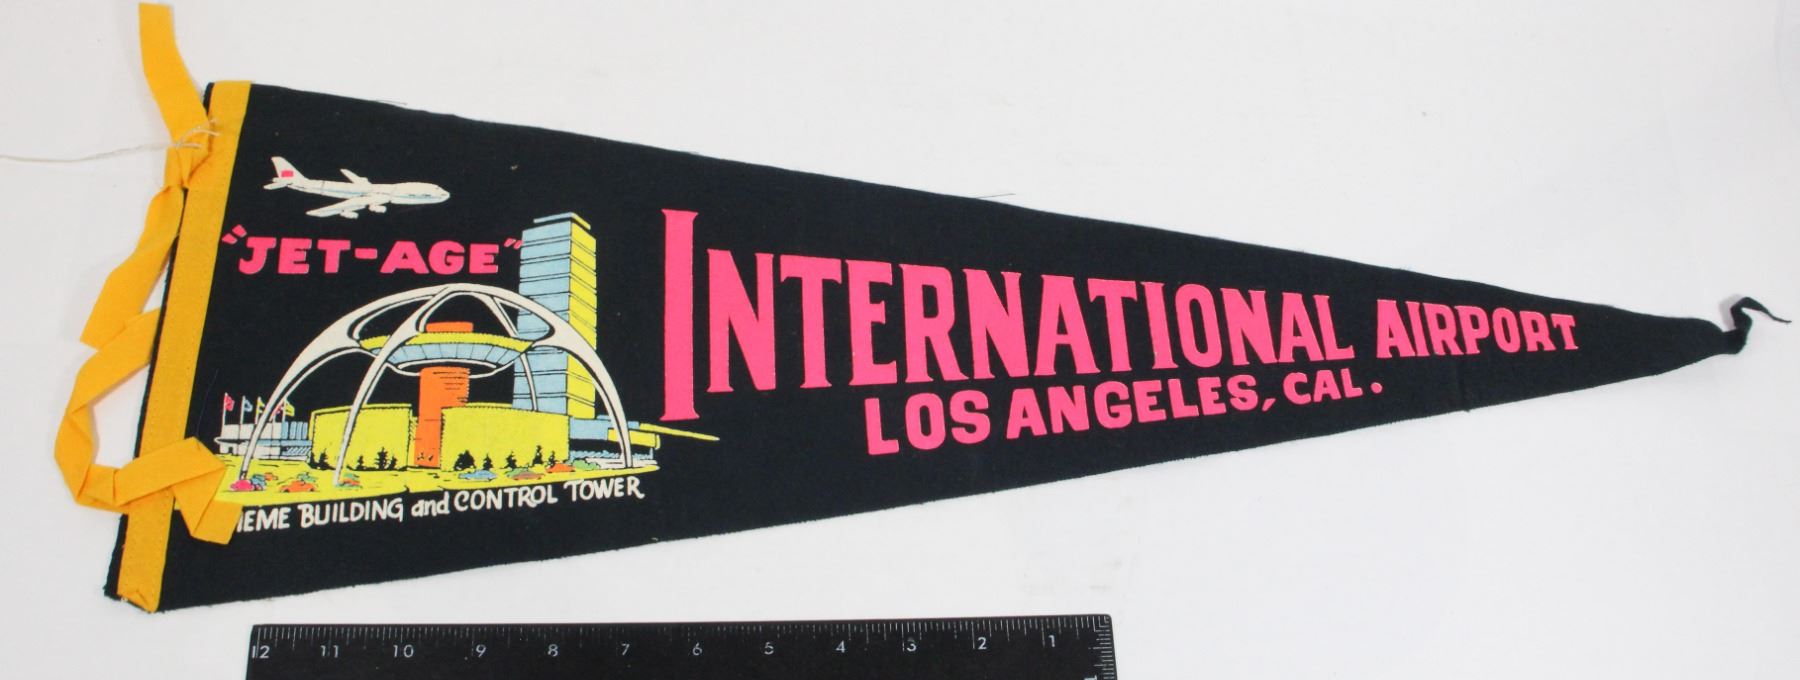 "JET-AGE"
INTERNATIONAL AIRPORT
LOS ANGELES, CAL.
BUILDING and CONTROL TOWER
12 11 10 9 8 7 6 5 4 3 2 1
1